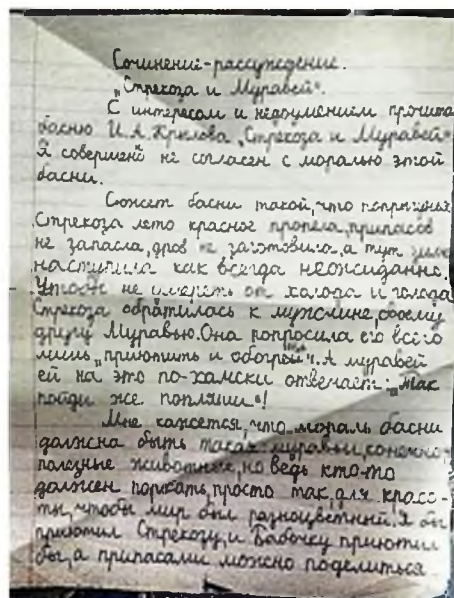 Сочинение-рассуждение.
„Стрекоза и Муравей".
С интересом и недоумением прочита
басню И.А.Крылова „Стрекоза и Муравей".
Я совершено не согласен с моралью этой
басни.
Сюжет басни такой, что попрыгунья
Стрекоза лето красное пропела, припасов
не запасла, дров не заготовила, а тут зима
наступила как всегда неожиданно.
Чтобы не умереть от холода и голода
Стрекоза обратилась к мужчине, своему
другу Муравью. Она попросила его всего
лишь „приютить и обогреть". А муравей
ей на это по-хамски отвечает: „Так
пойди же попляши"!
Мне кажется, что мораль басни
должна быть такая: муравьи, конечно,
полезные животные, но ведь кто-то
должен порхать, просто так, для красо-
ты, чтобы мир был разноцветный. Я бы
приютил Стрекозу, и Бабочку приютил
бы, а припасами можно поделиться